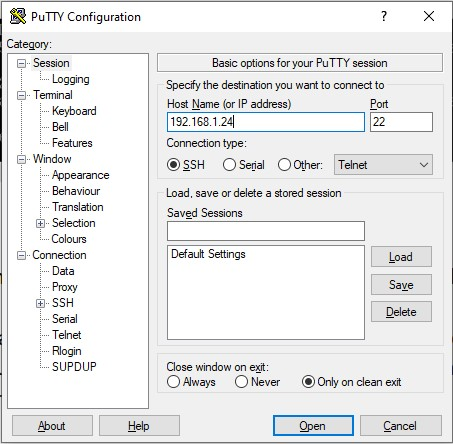 PuTTY Configuration
?
Category:
Session
Logging
Terminal
Keyboard
Bell
Features
Window
Appearance
Behaviour
Translation
Selection
Colours
Connection
Data
Proxy
SSH
Serial
Telnet
Rlogin
SUPDUP
Basic options for your PuTTY session
Specify the destination you want to connect to
Host Name (or IP address) Port
192.168.1.24 22
Connection type:
SSH Serial Other: Telnet
Load, save or delete a stored session
Saved Sessions
Default Settings
Load
Save
Delete
Close window on exit:
Always Never Only on clean exit
About Help Open Cancel